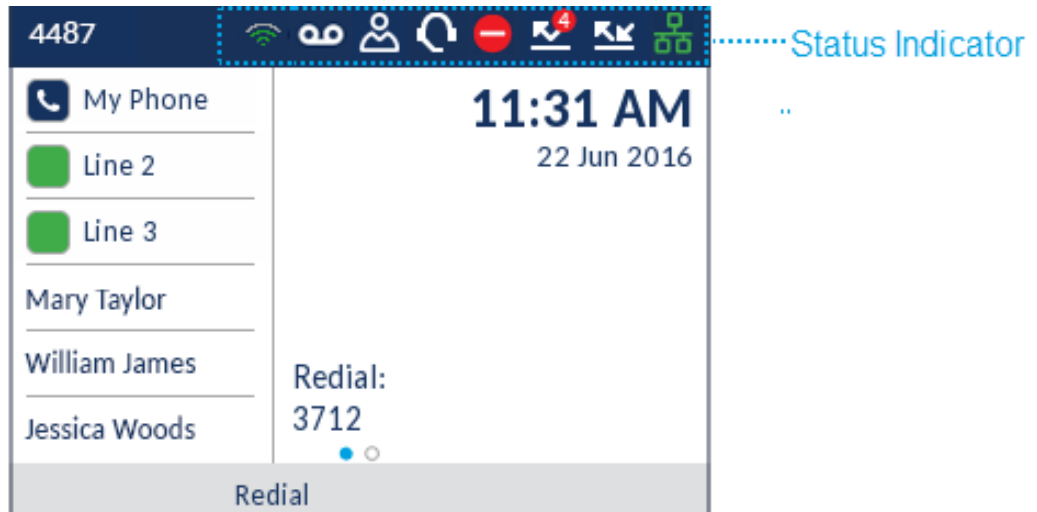 4487
4
Status Indicator
My Phone
Line 2
Line 3
Mary Taylor
William James
Jessica Woods
11:31 AM
22 Jun 2016
Redial:
3712
Redial